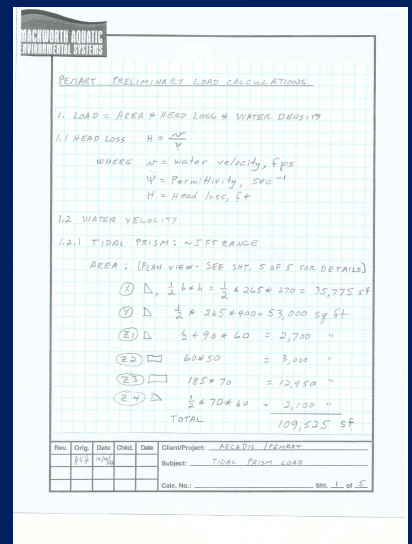 MACKWORTH AQUATIC
ENVIRONMENTAL SYSTEMS
PEMART PRELIMINARY LOAD CALCULATIONS
1. LOAD = AREA * HEAD LOSS * WATER DENSITY
1.1 HEAD LOSS H = v/Ψ
WHERE v = water velocity, fps
Ψ = Permittivity, sec⁻¹
H = Head loss, ft
1.2 WATER VELOCITY
1.2.1 TIDAL PRISM: ~5 FT RANGE
AREA: (PLAN VIEW - SEE SHT. 5 OF 5 FOR DETAILS)
X , 1/2 b*h = 1/2 * 265 * 270 = 35,775 sf
Y 1/2 * 265*400 = 53,000 sq ft
Z1 1/2 * 90 * 60 = 2,700 "
Z2 60*50 = 3,000 "
Z3 185*70 = 12,950 "
Z4 1/2 * 70*60 = 2,100 "
TOTAL 109,525 sf
Rev. Orig. Date Chkd. Date Client/Project: ARCADIS / PEMART
Subject: TIDAL PRISM LOAD
Calc. No.: Sht. 1 of 5